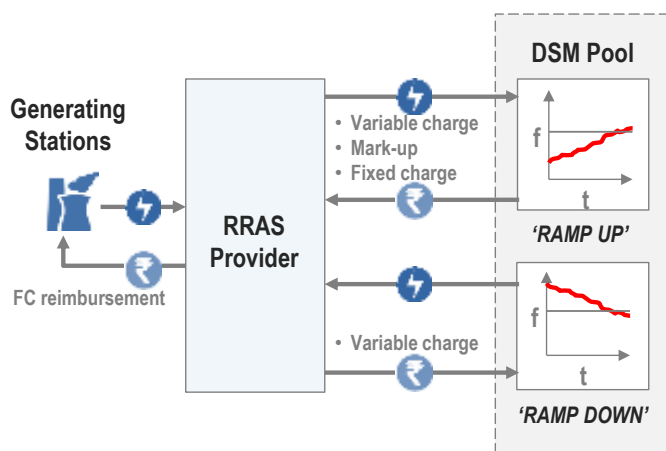 DSM Pool
Generating
Stations
• Variable charge
• Mark-up
• Fixed charge
f
t
₹
'RAMP UP'
RRAS
Provider
₹
FC reimbursement
f
t
• Variable charge
₹
'RAMP DOWN'